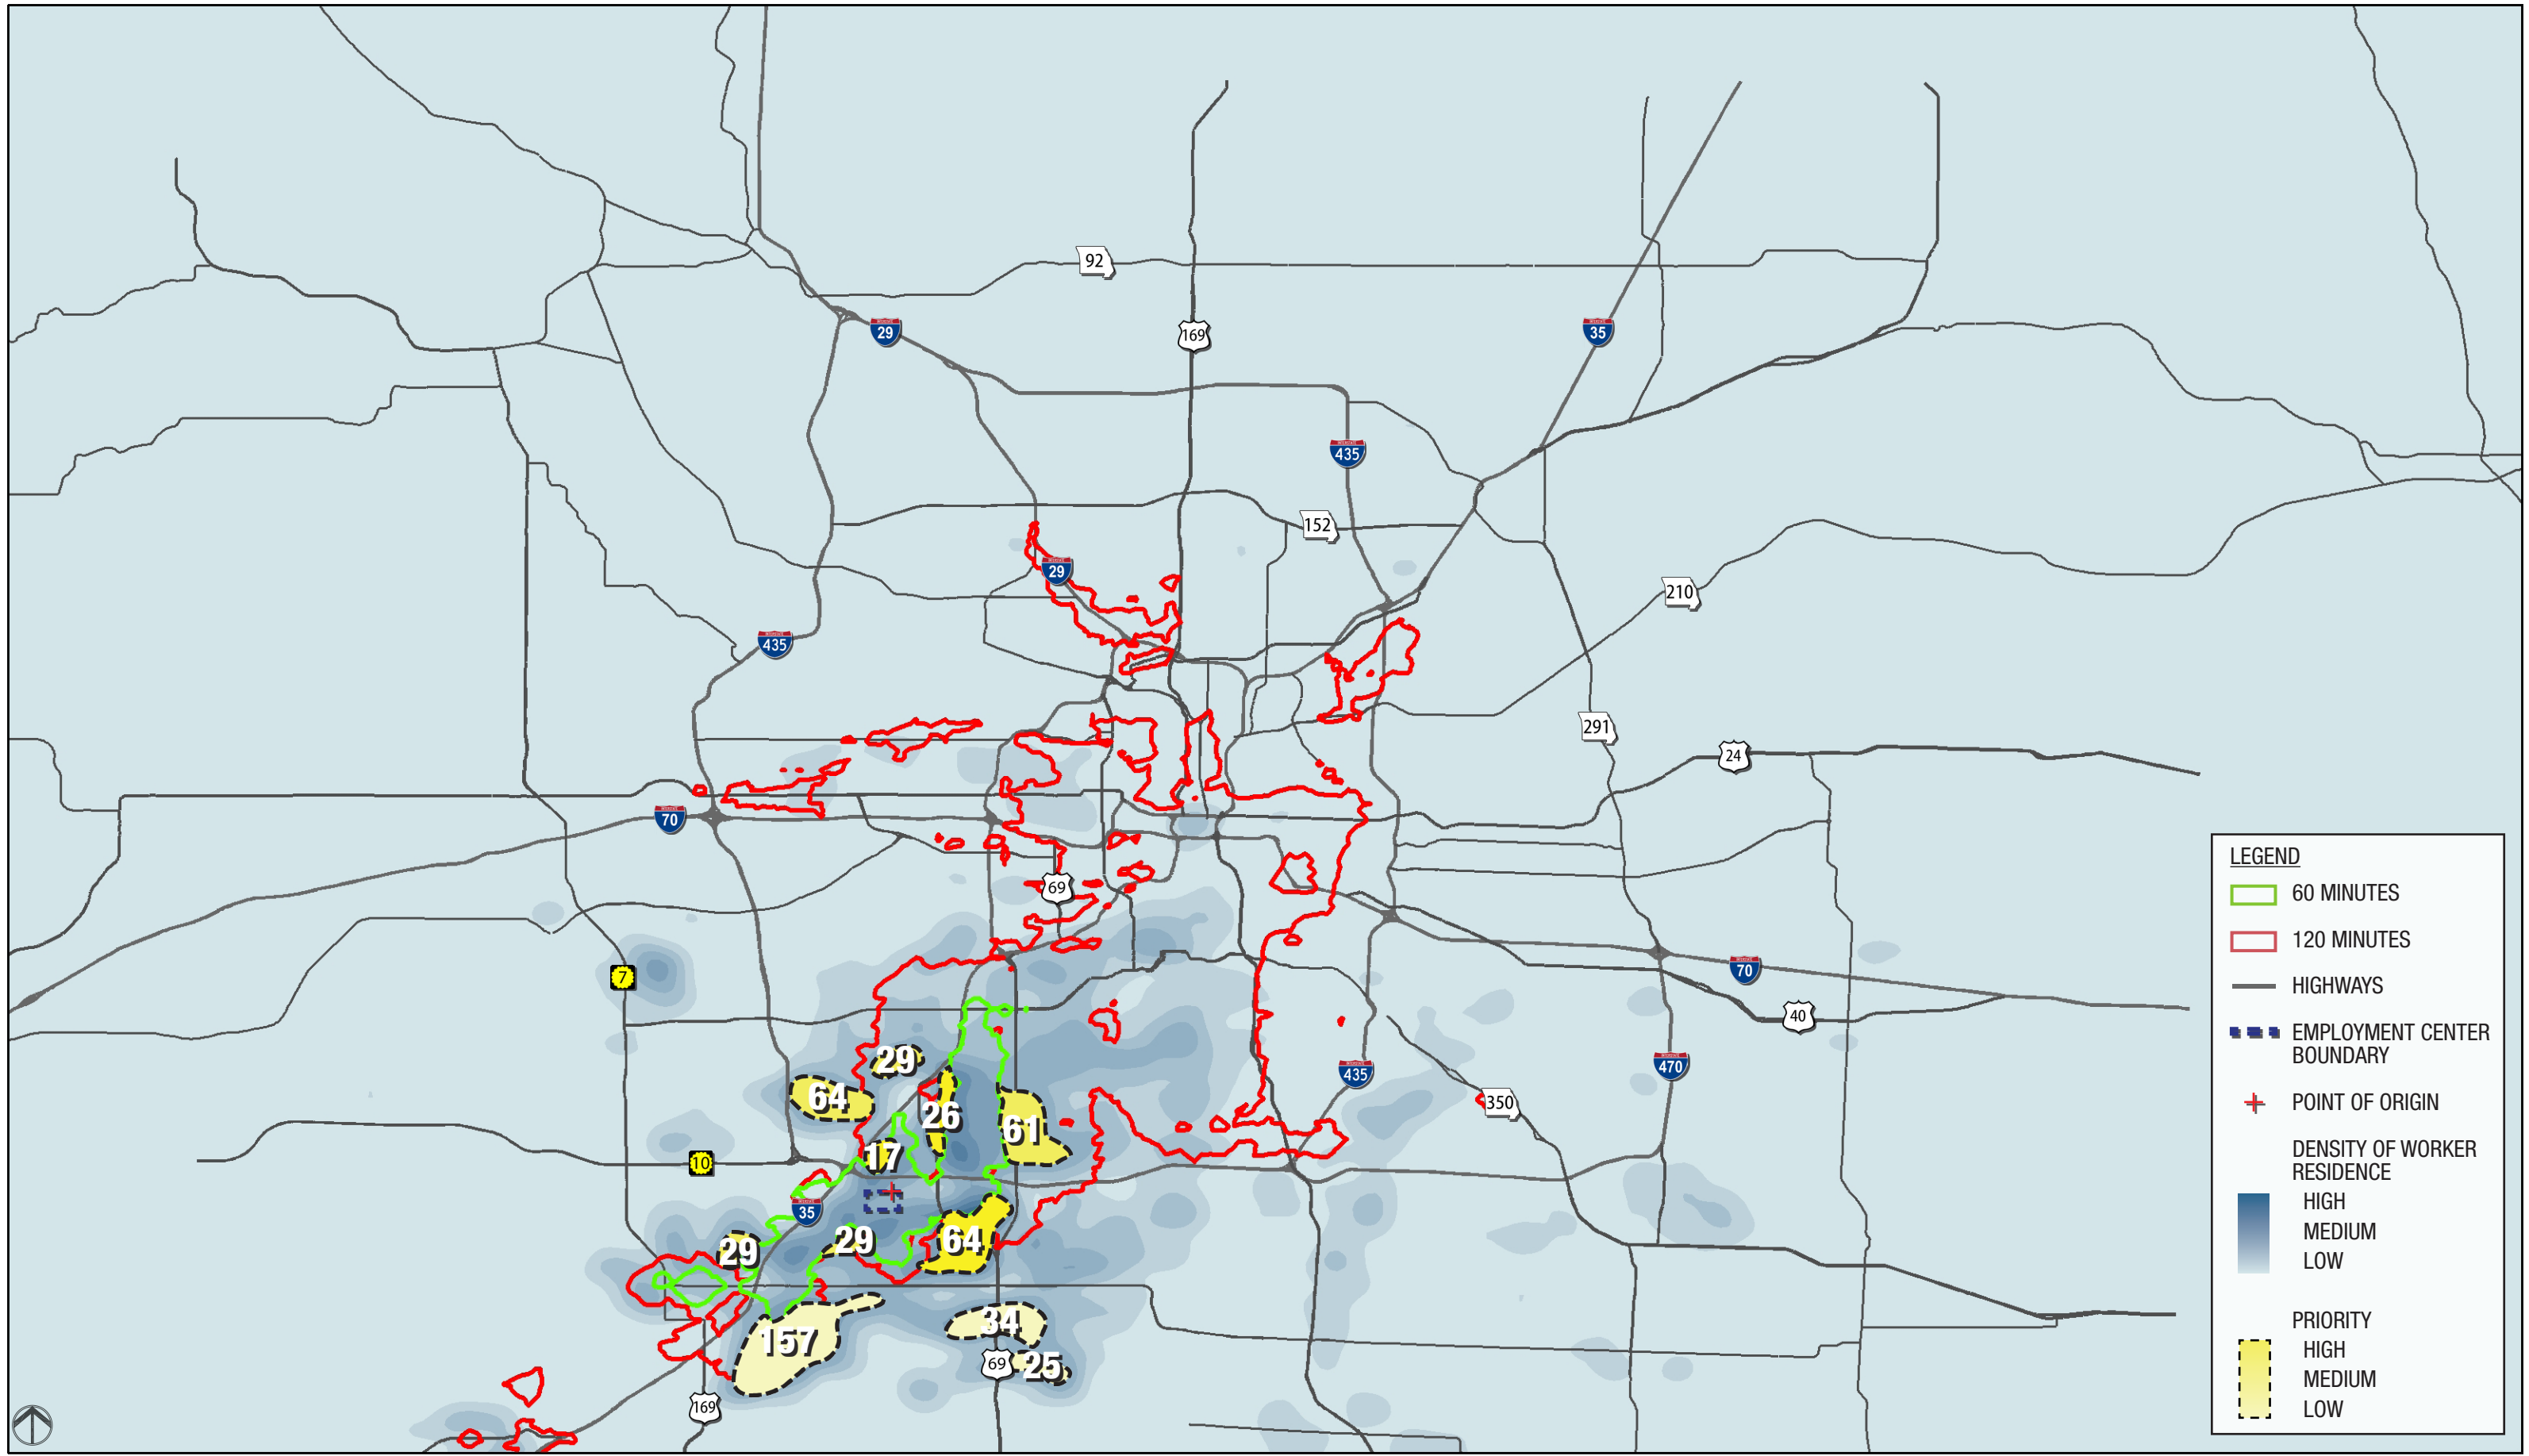 92
29
169
35
435
152
29
210
435
291
24
70
69
7
70
40
29
64
26
61
435
470
350
17
10
35
29
29
64
157
34
69
25
169
LEGEND
60 MINUTES
120 MINUTES
HIGHWAYS
EMPLOYMENT CENTER
BOUNDARY
POINT OF ORIGIN
DENSITY OF WORKER
RESIDENCE
HIGH
MEDIUM
LOW
PRIORITY
HIGH
MEDIUM
LOW